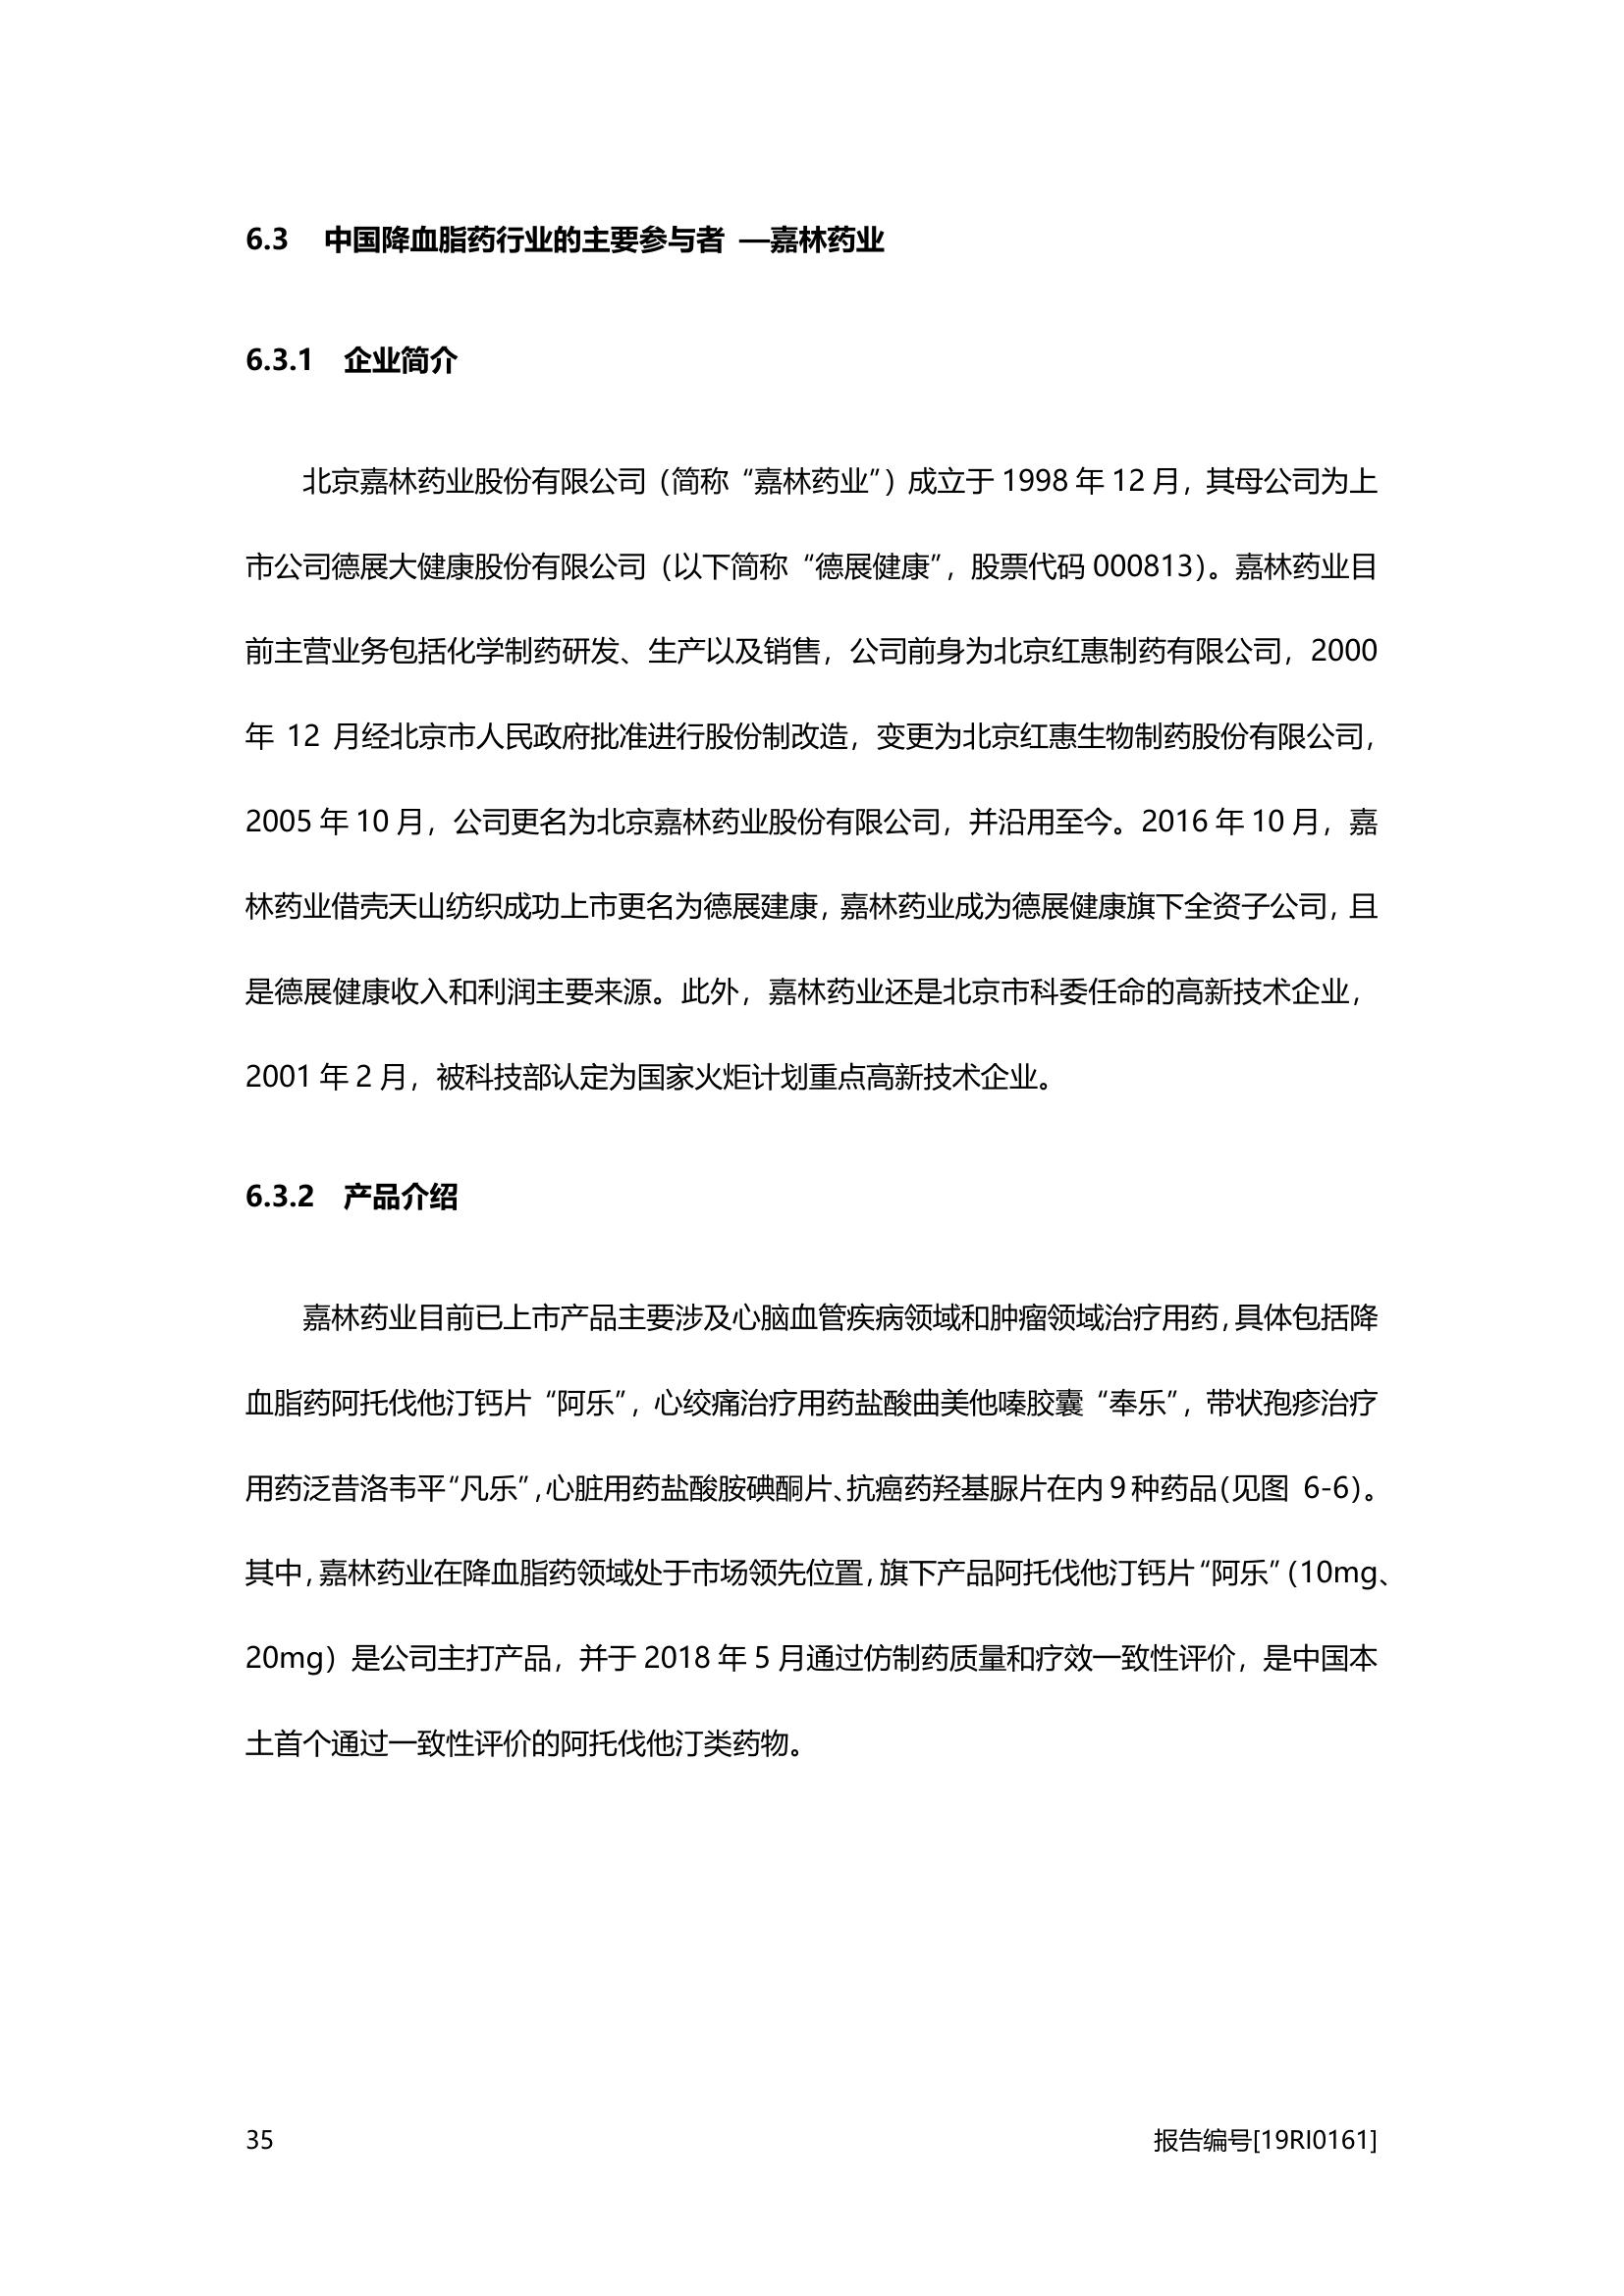 6.3 中国降血脂药行业的主要参与者 —嘉林药业
6.3.1 企业简介
北京嘉林药业股份有限公司（简称“嘉林药业”）成立于 1998 年 12 月，其母公司为上
市公司德展大健康股份有限公司（以下简称“德展健康”，股票代码 000813）。嘉林药业目
前主营业务包括化学制药研发、生产以及销售，公司前身为北京红惠制药有限公司，2000
年 12 月经北京市人民政府批准进行股份制改造，变更为北京红惠生物制药股份有限公司，
2005 年 10 月，公司更名为北京嘉林药业股份有限公司，并沿用至今。2016 年 10 月，嘉
林药业借壳天山纺织成功上市更名为德展建康，嘉林药业成为德展健康旗下全资子公司，且
是德展健康收入和利润主要来源。此外，嘉林药业还是北京市科委任命的高新技术企业，
2001 年 2 月，被科技部认定为国家火炬计划重点高新技术企业。
6.3.2 产品介绍
嘉林药业目前已上市产品主要涉及心脑血管疾病领域和肿瘤领域治疗用药，具体包括降
血脂药阿托伐他汀钙片“阿乐”，心绞痛治疗用药盐酸曲美他嗪胶囊“奉乐”，带状孢疹治疗
用药泛昔洛韦平“凡乐”，心脏用药盐酸胺碘酮片、抗癌药羟基脲片在内 9 种药品（见图 6-6）。
其中，嘉林药业在降血脂药领域处于市场领先位置，旗下产品阿托伐他汀钙片“阿乐”（10mg、
20mg）是公司主打产品，并于 2018 年 5 月通过仿制药质量和疗效一致性评价，是中国本
土首个通过一致性评价的阿托伐他汀类药物。
35 报告编号[19RI0161]